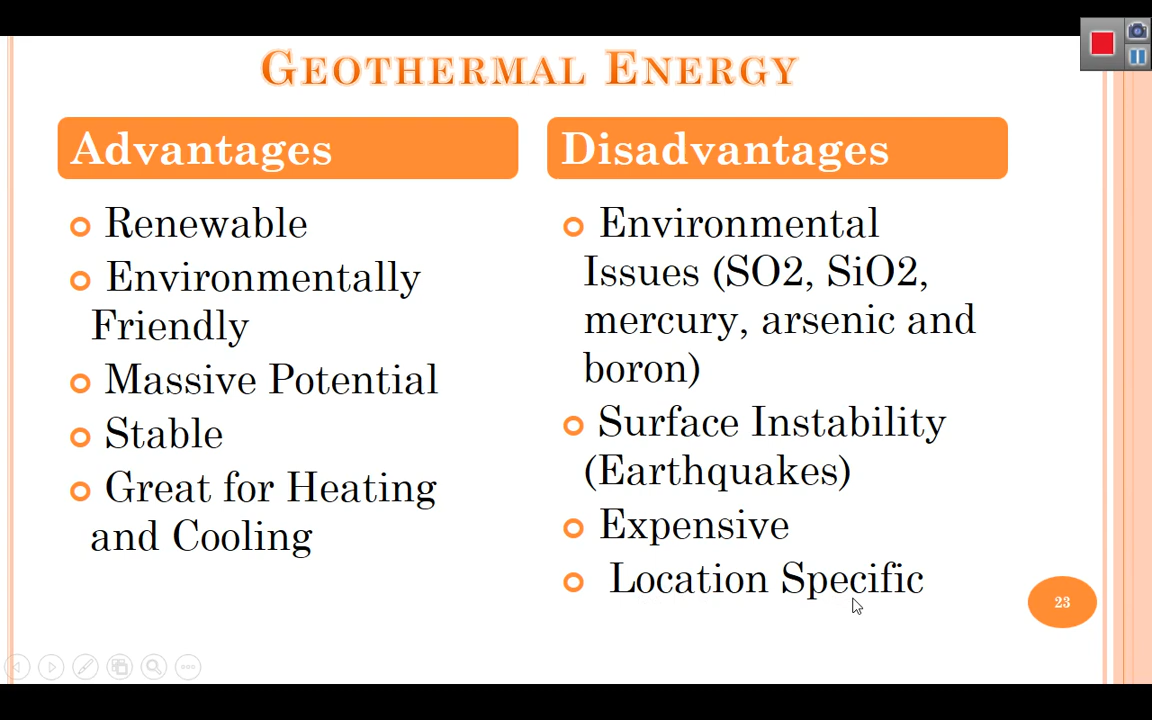 GEOTHERMAL ENERGY
Advantages
Renewable
Environmentally
Friendly
Massive Potential
Stable
Great for Heating
and Cooling
Disadvantages
Environmental
Issues (SO2, SiO2,
mercury, arsenic and
boron)
Surface Instability
(Earthquakes)
Expensive
Location Specific
23